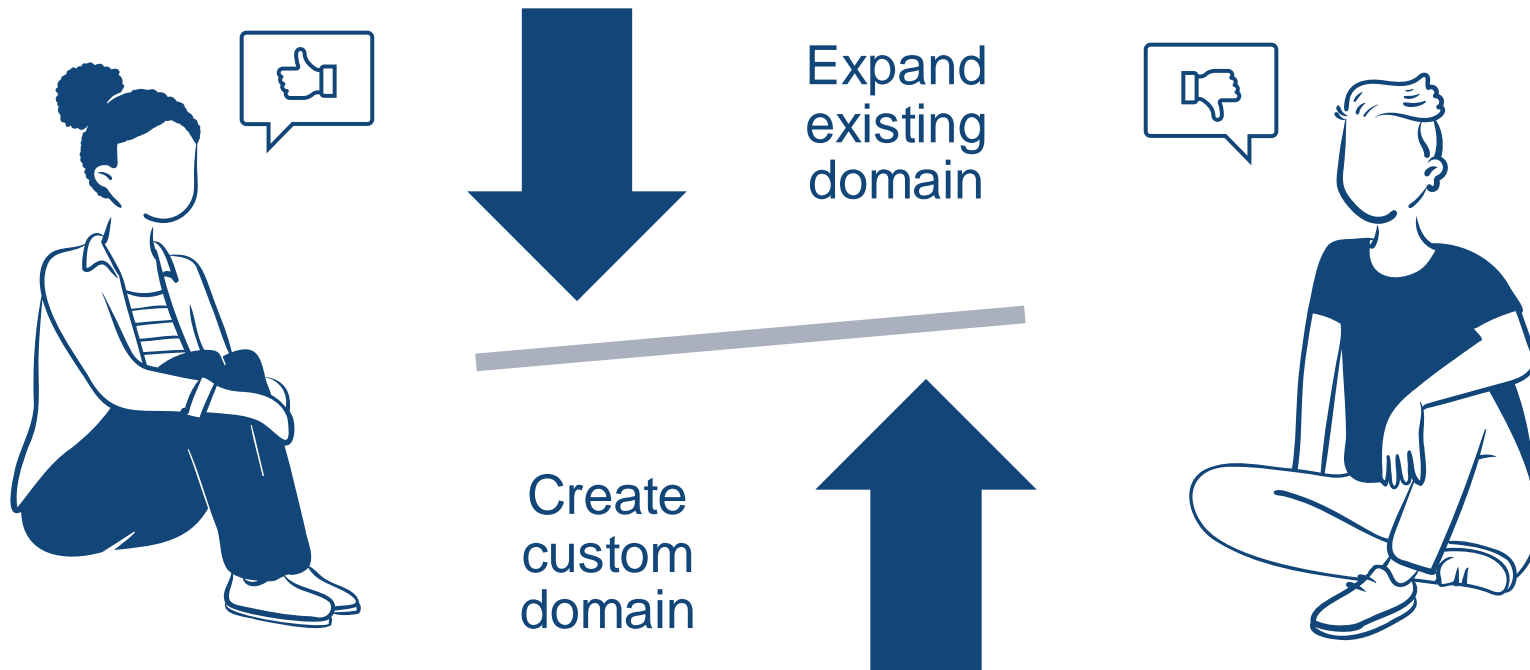 Expand
existing
domain
Create
custom
domain